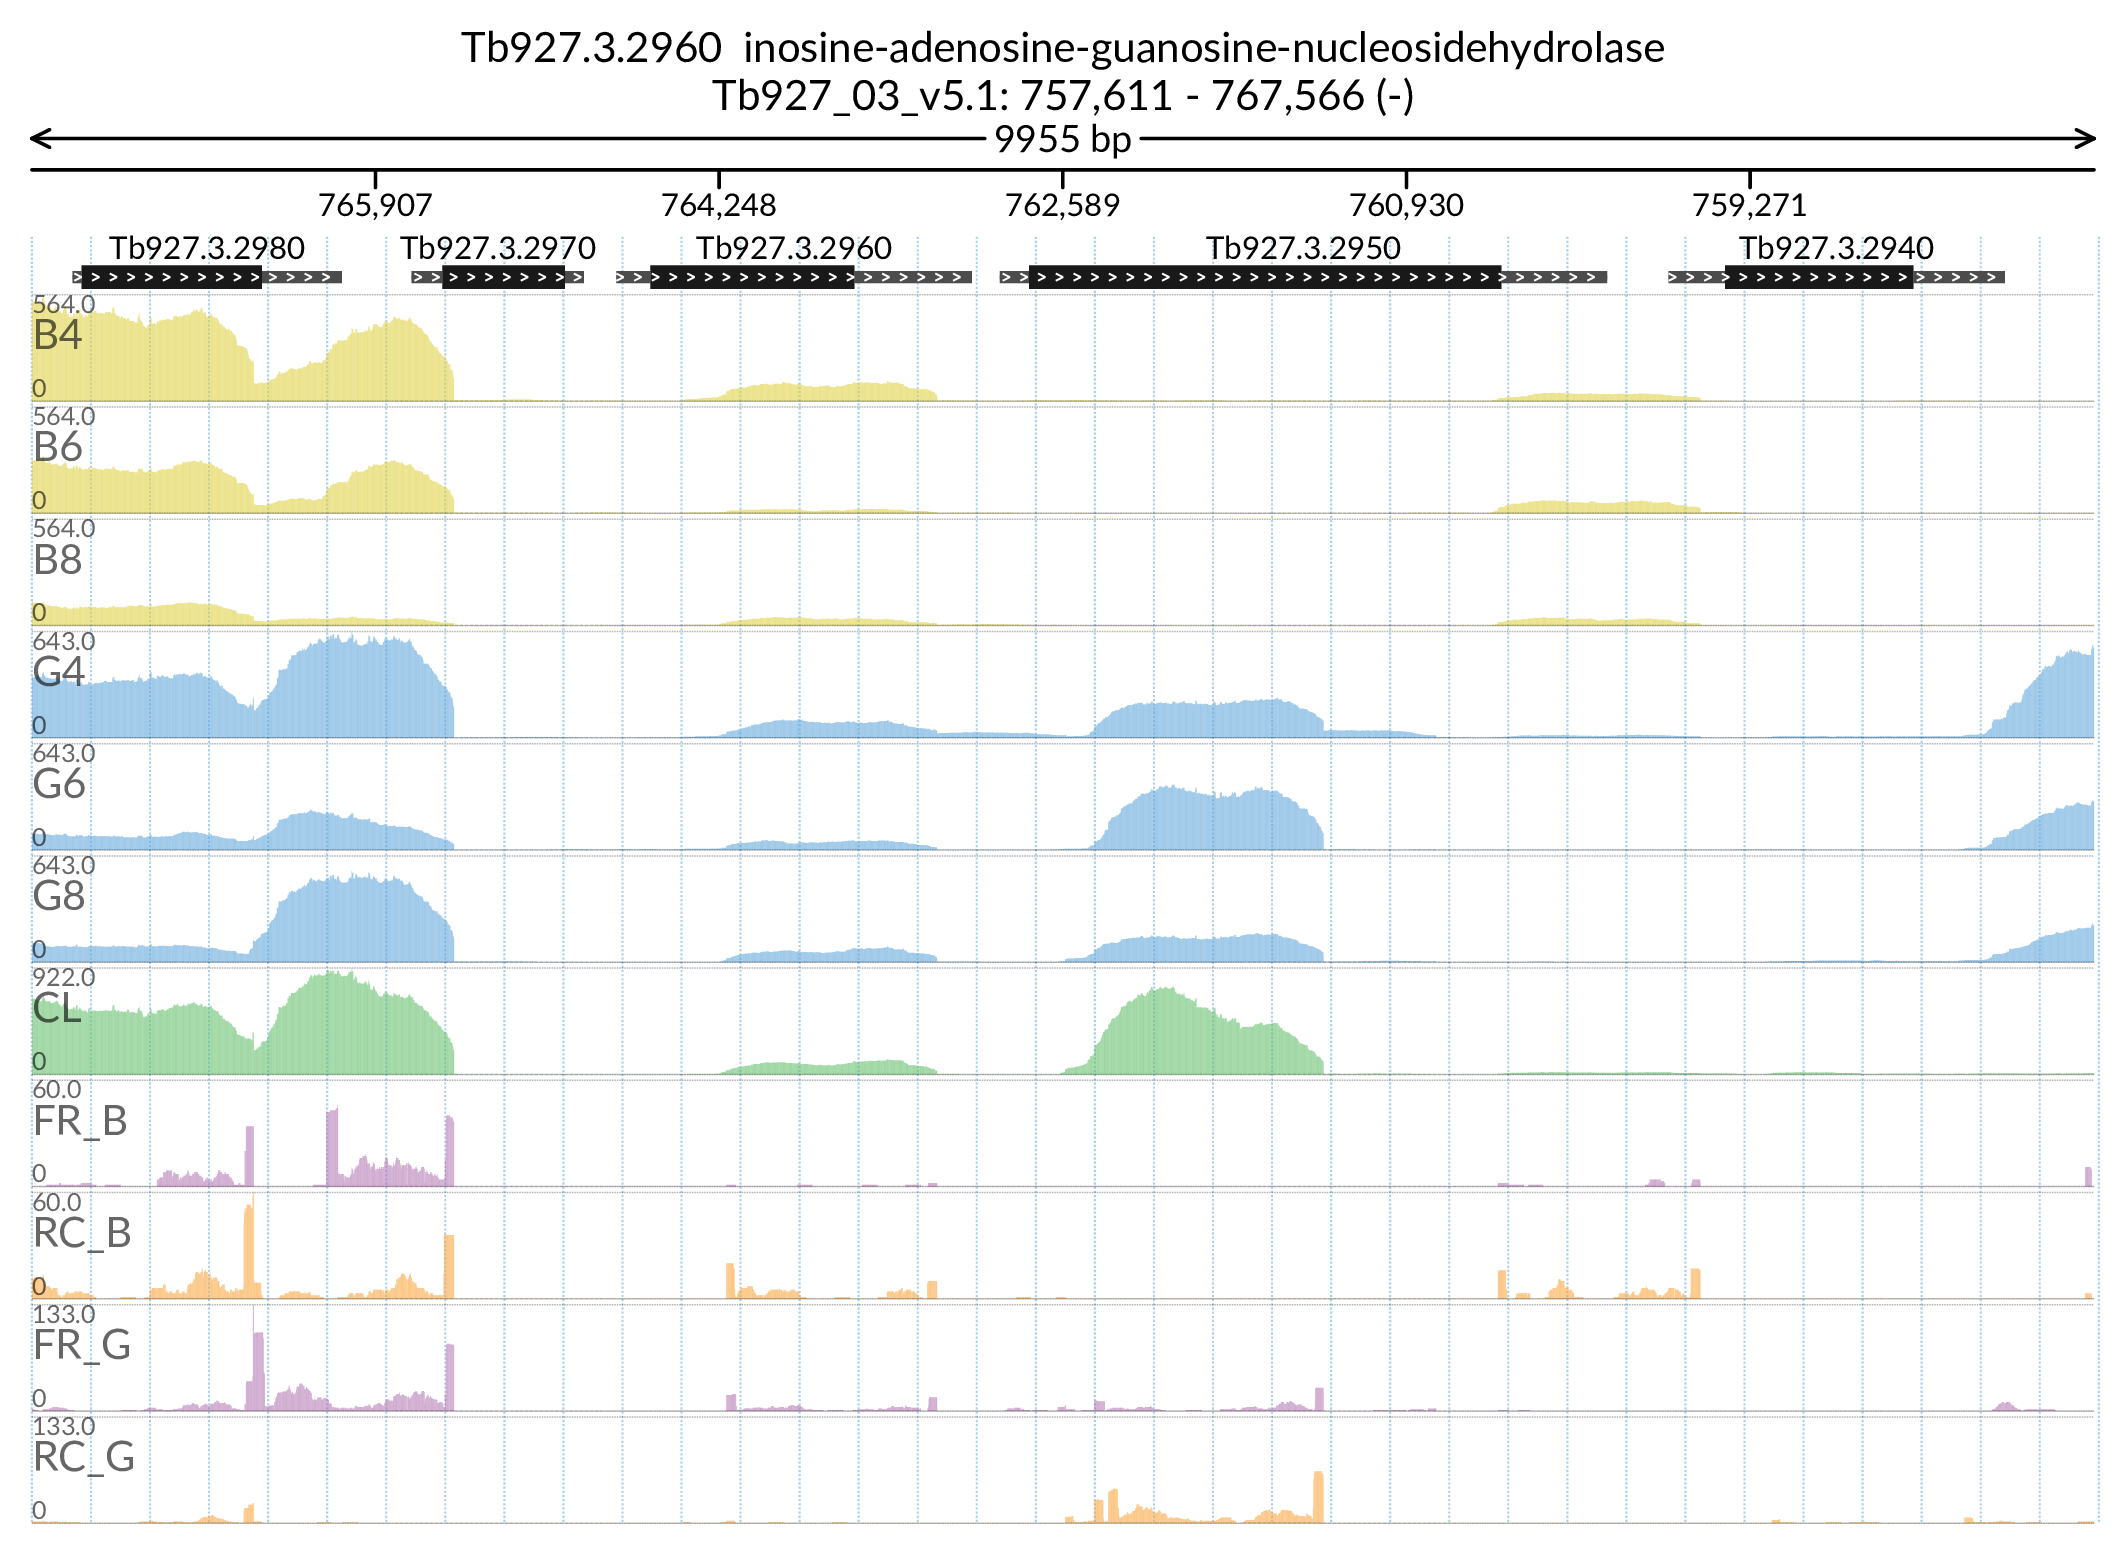 Tb927.3.2960  inosine-adenosine-guanosine-nucleosidehydrolase
Tb927_03_v5.1: 757,611 - 767,566 (-)
9955 bp
765,907 764,248 762,589 760,930 759,271
Tb927.3.2980 Tb927.3.2970 Tb927.3.2960 Tb927.3.2950 Tb927.3.2940
564.0
B4
0
564.0
B6
0
564.0
B8
0
643.0
G4
0
643.0
G6
0
643.0
G8
0
922.0
CL
0
60.0
FR_B
0
60.0
RC_B
0
133.0
FR_G
0
133.0
RC_G
0